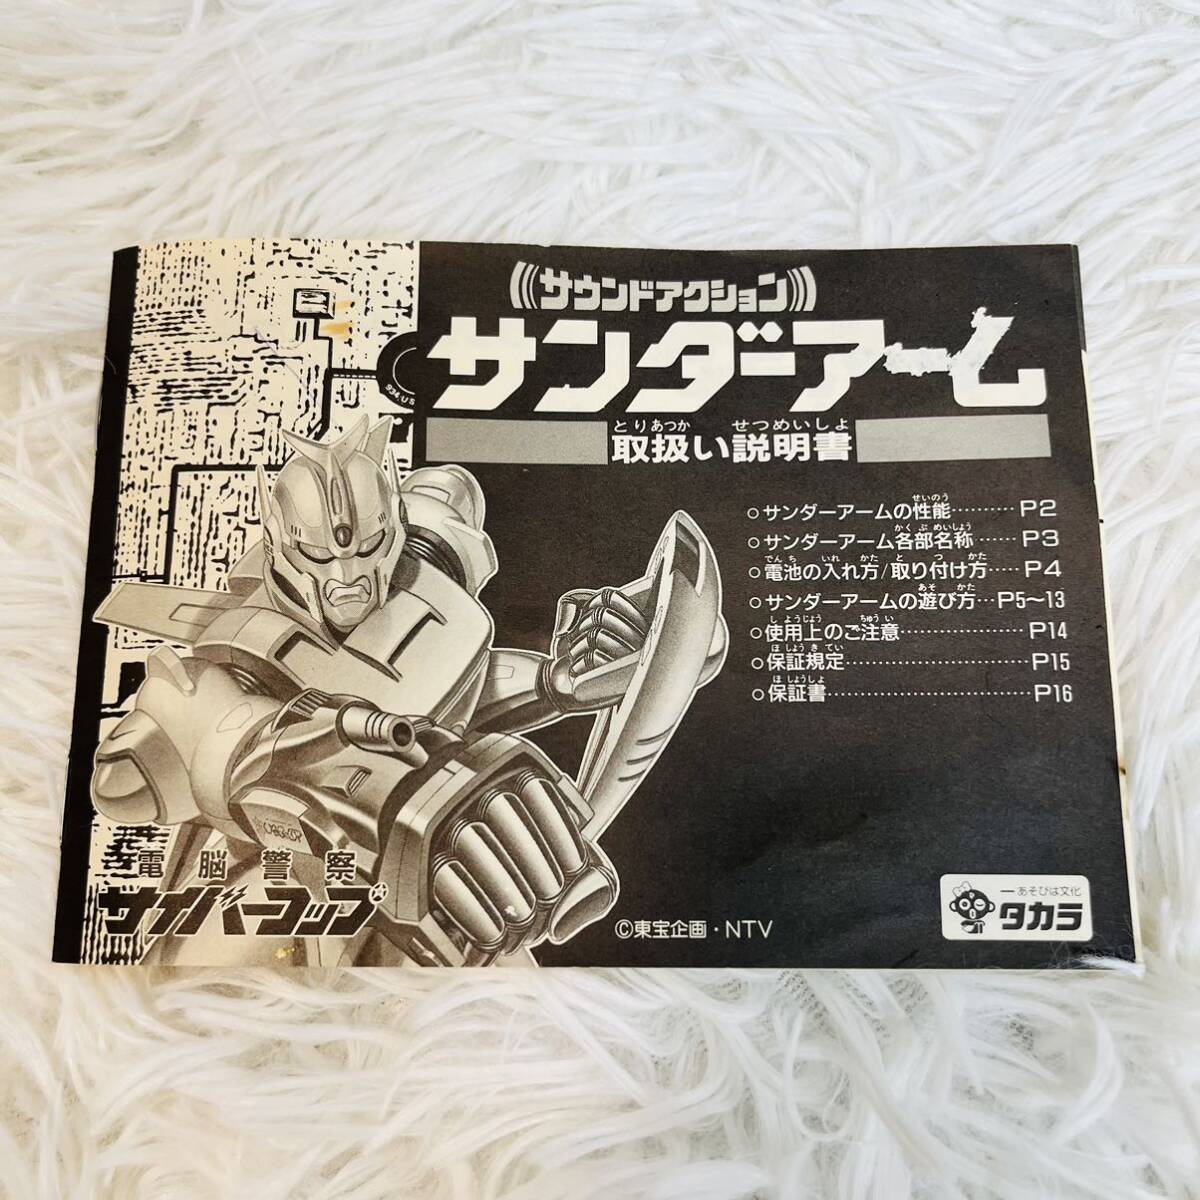 サウンドアクション
サンダーアーム
とりあつか せつめいしよ
取扱い説明書
せいのう
○サンダーアームの性能………P2
かくぶめいしょう
○サンダーアーム各部名称……P3
でんち いれ かた と つ かた
○電池の入れ方/取り付け方……P4
あそ かた
○サンダーアームの遊び方…P5~13
しようじょう ちゅうい
○使用上のご注意………………P14
ほしょうきてい
○保証規定………………………P15
ほしょうしょ
○保証書…………………………P16
電脳警察
サイバーコップ
©東宝企画・NTV
ーあそびは文化
タカラ